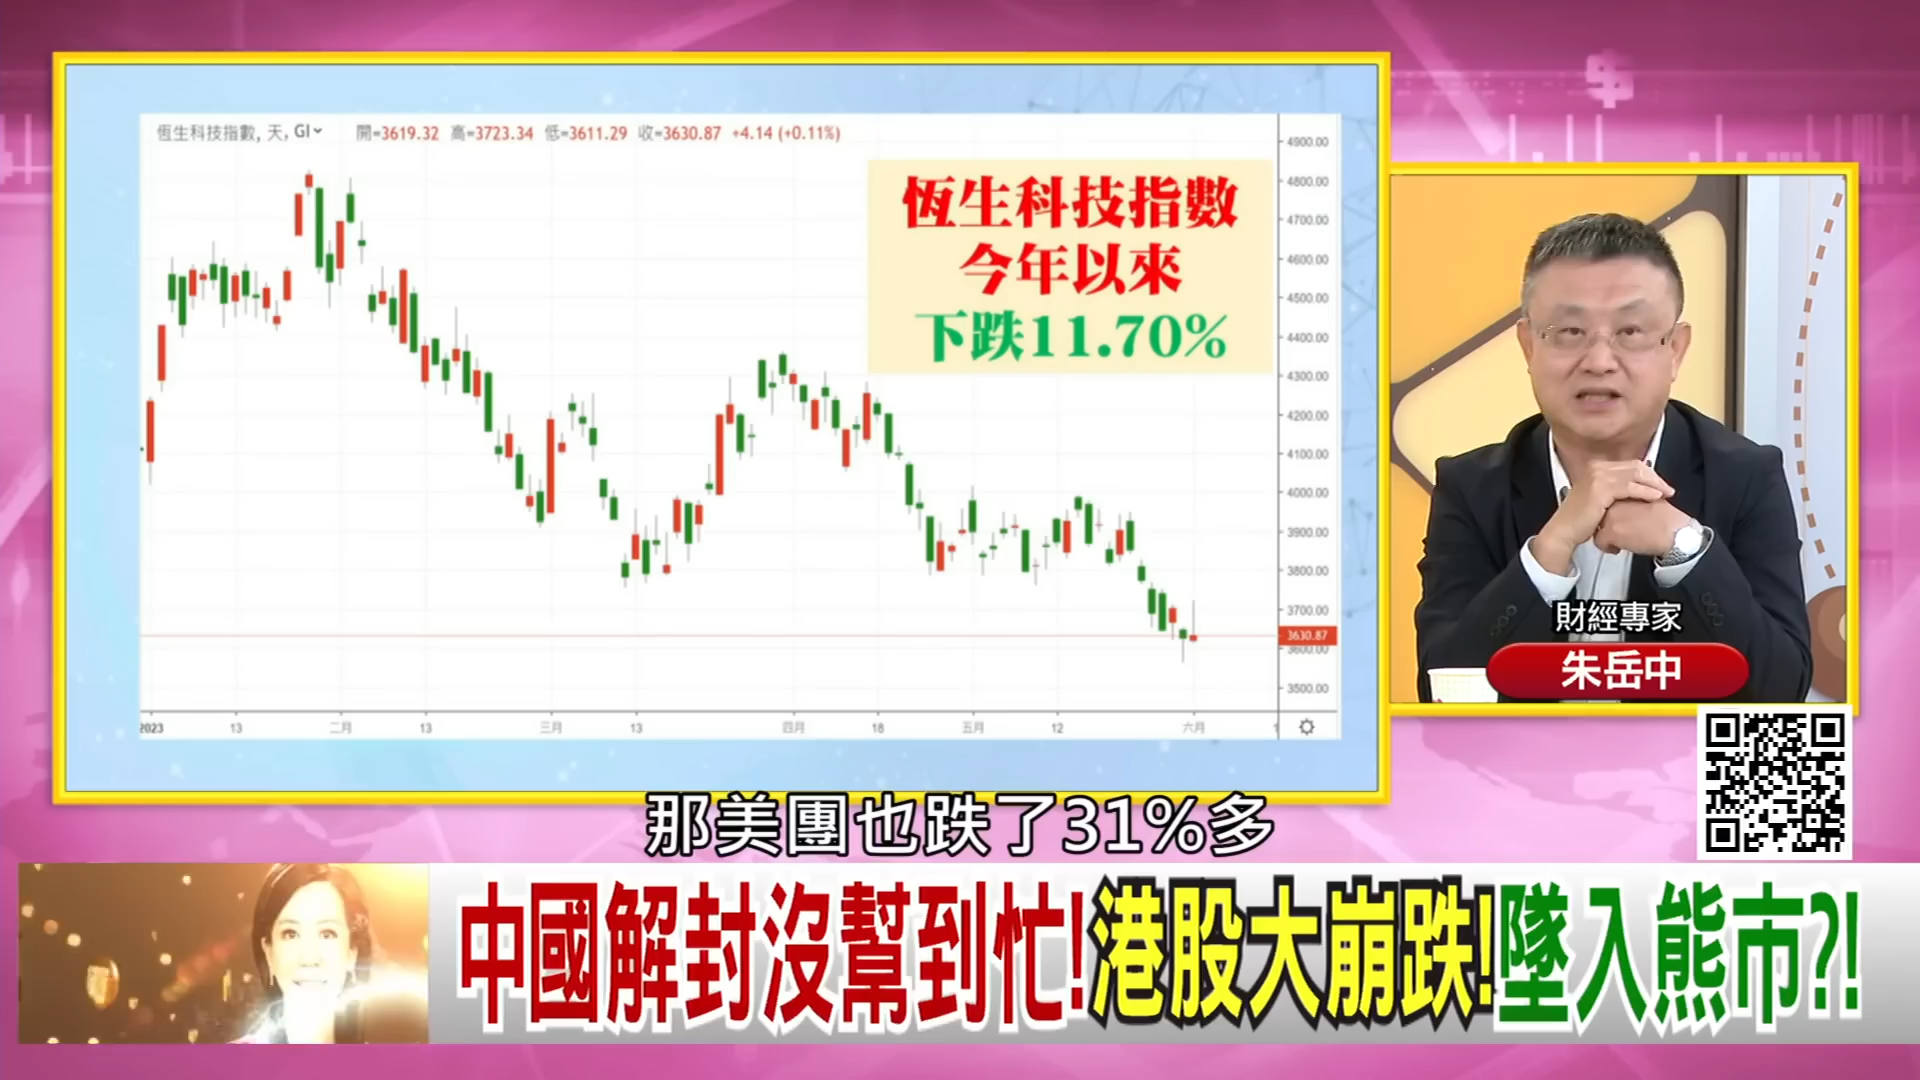 恆生科技指數, 天, GI
開=3619.32 高=3723.34 低=3611.29 收=3630.87 +4.14 (+0.11%)
恆生科技指數
今年以來
下跌11.70%
4900.00
4800.00
4700.00
4600.00
4500.00
4400.00
4300.00
4200.00
4100.00
4000.00
3900.00
3800.00
3700.00
3630.87
3600.00
3500.00
2023 13 二月 13 三月 13 四月 18 五月 12 六月 1
財經專家
朱岳中
那美團也跌了31%多
中國解封沒幫到忙!港股大崩跌!墜入熊市?!